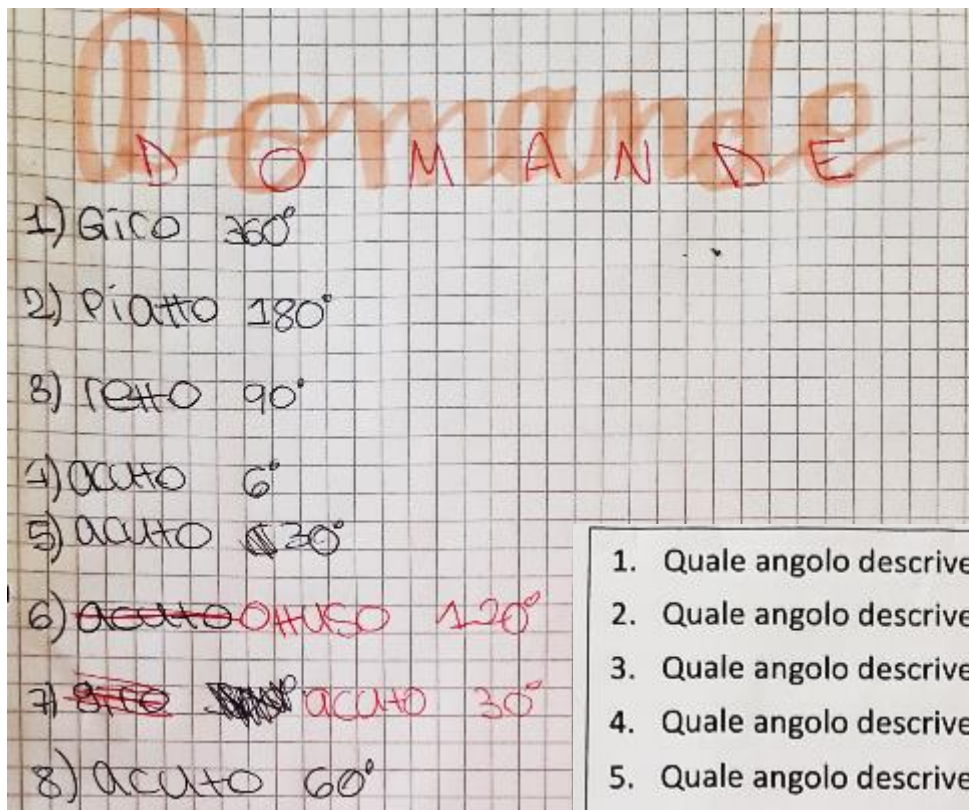 Domande
DOMANDE
1) Giro 360°
2) Piatto 180°
3) retto 90°
4) acuto 6°
5) acuto 30°
6) acuto ottuso 120°
7) giro acuto 30°
8) acuto 60°
1. Quale angolo descrive
2. Quale angolo descrive
3. Quale angolo descrive
4. Quale angolo descrive
5. Quale angolo descrive